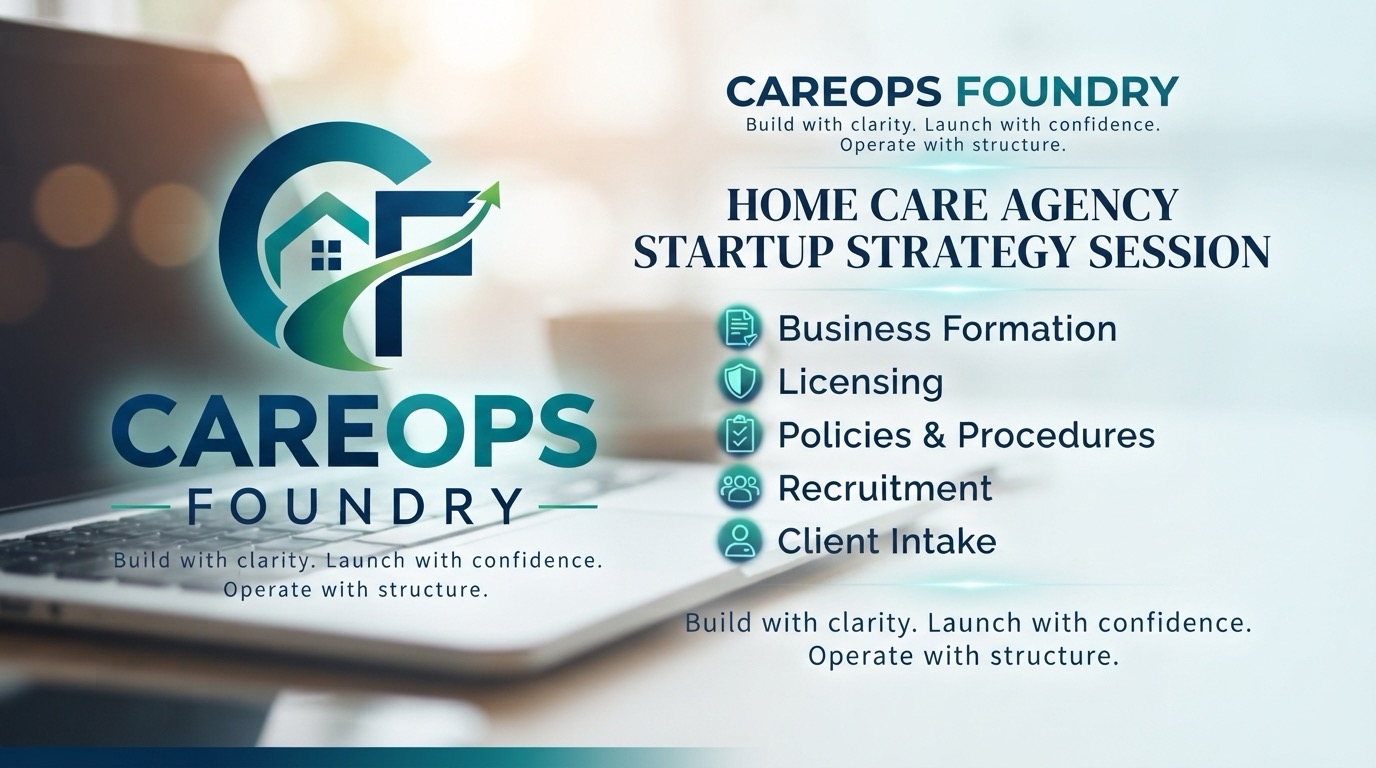 CAREOPS
FOUNDRY
Build with clarity. Launch with confidence.
Operate with structure.
CAREOPS FOUNDRY
Build with clarity. Launch with confidence.
Operate with structure.
HOME CARE AGENCY
STARTUP STRATEGY SESSION
Business Formation
Licensing
Policies & Procedures
Recruitment
Client Intake
Build with clarity. Launch with confidence.
Operate with structure.